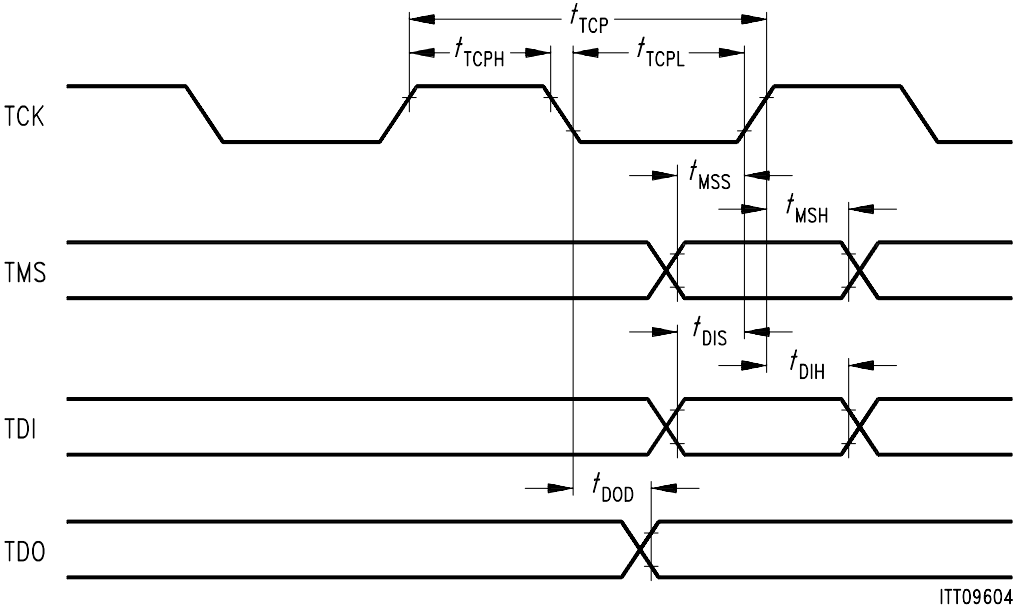 tTCP
tTCPH tTCPL
TCK
tMSS
tMSH
TMS
tDIS
tDIH
TDI
tDOD
TDO
ITT09604